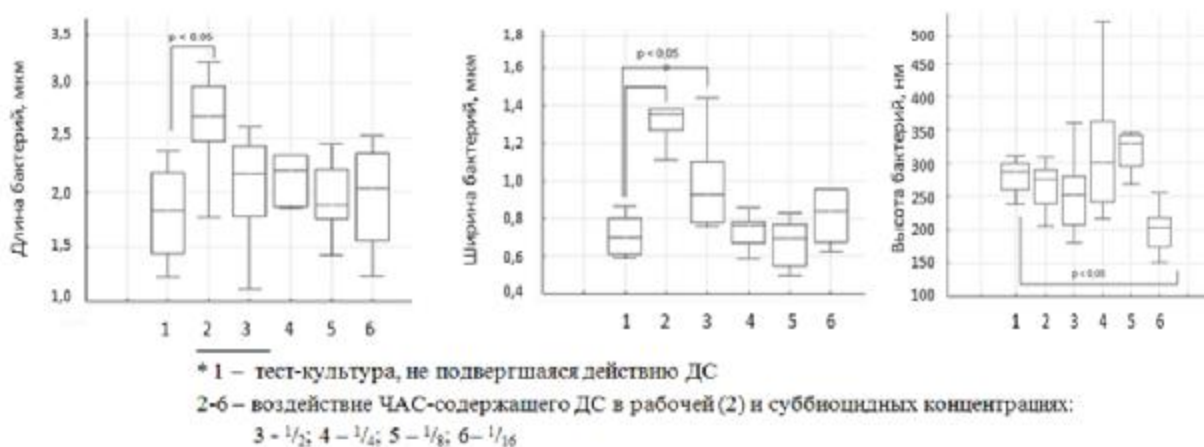 Длина бактерий, мкм
3,5
3,0
2,5
2,0
1,5
1,0
p < 0.05
1 2 3 4 5 6
Ширина бактерий, мкм
1,8
1,6
1,4
1,2
1,0
0,8
0,6
0,4
p < 0,05
1 2 3 4 5 6
Высота бактерий, нм
500
450
400
350
300
250
200
150
100
p < 0,05
1 2 3 4 5 6
* 1 – тест-культура, не подвергшаяся действию ДС
2-6 – воздействие ЧАС-содержащего ДС в рабочей (2) и суббиоцидных концентрациях:
3 - 1/2; 4 – 1/4; 5 – 1/8; 6– 1/16